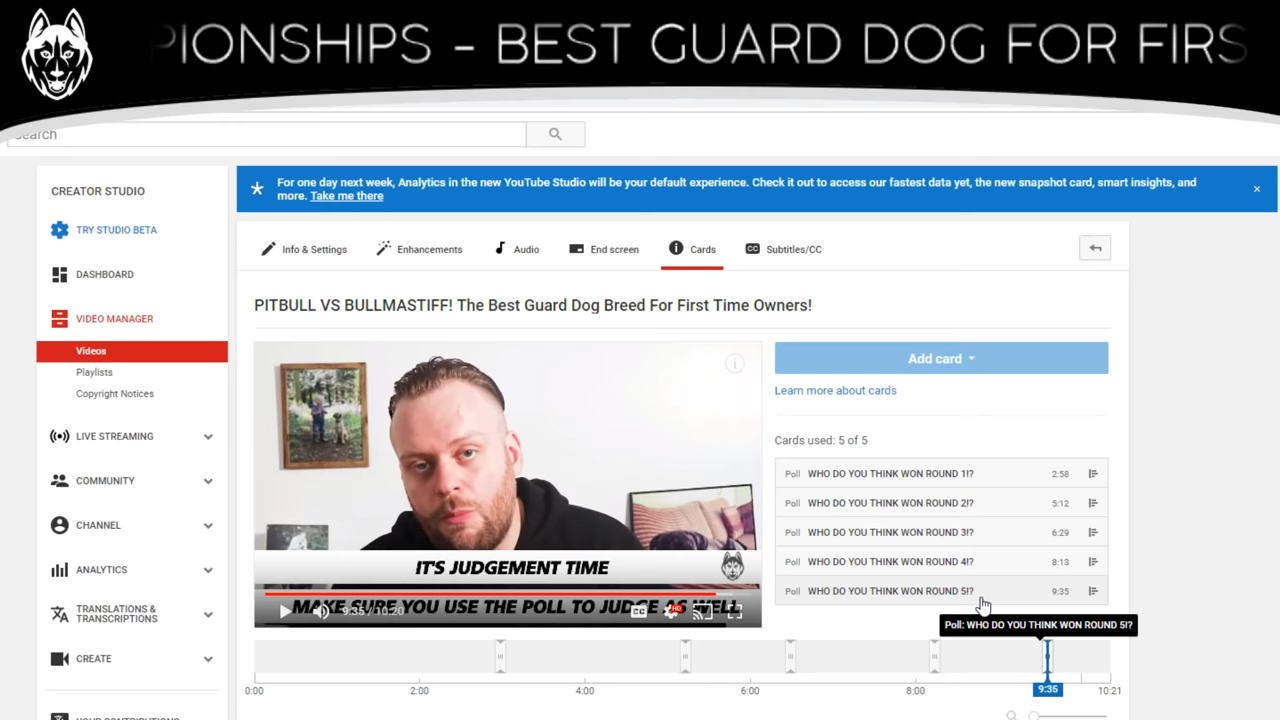 PIONSHIPS - BEST GUARD DOG FOR FIRS
Search
CREATOR STUDIO
TRY STUDIO BETA
DASHBOARD
VIDEO MANAGER
Videos
Playlists
Copyright Notices
LIVE STREAMING
COMMUNITY
CHANNEL
ANALYTICS
TRANSLATIONS &
TRANSCRIPTIONS
CREATE
YOUR CONTRIBUTIONS
For one day next week, Analytics in the new YouTube Studio will be your default experience. Check it out to access our fastest data yet, the new snapshot card, smart insights, and
more. Take me there
Info & Settings
Enhancements
Audio
End screen
Cards
CC Subtitles/CC
PITBULL VS BULLMASTIFF! The Best Guard Dog Breed For First Time Owners!
IT'S JUDGEMENT TIME
MAKE SURE YOU USE THE POLL TO JUDGE AS WELL
9:35 / 10:20
HD
Add card
Learn more about cards
Cards used: 5 of 5
Poll WHO DO YOU THINK WON ROUND 1!? 2:58
Poll WHO DO YOU THINK WON ROUND 2!? 5:12
Poll WHO DO YOU THINK WON ROUND 3!? 6:29
Poll WHO DO YOU THINK WON ROUND 4!? 8:13
Poll WHO DO YOU THINK WON ROUND 5!? 9:35
Poll: WHO DO YOU THINK WON ROUND 5!?
0:00 2:00 4:00 6:00 8:00 9:35 10:21